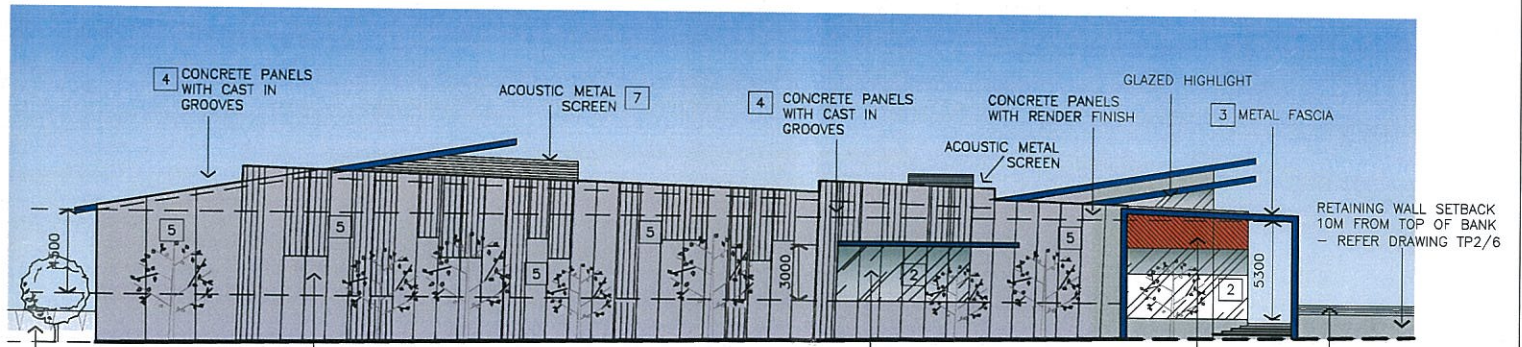 4 CONCRETE PANELS
WITH CAST IN
GROOVES
ACOUSTIC METAL
SCREEN 7
4 CONCRETE PANELS
WITH CAST IN
GROOVES
CONCRETE PANELS
WITH RENDER FINISH
GLAZED HIGHLIGHT
3 METAL FASCIA
ACOUSTIC METAL
SCREEN
RETAINING WALL SETBACK
10M FROM TOP OF BANK
– REFER DRAWING TP2/6
5
5
5
5
5
2
2
4500
3000
5300